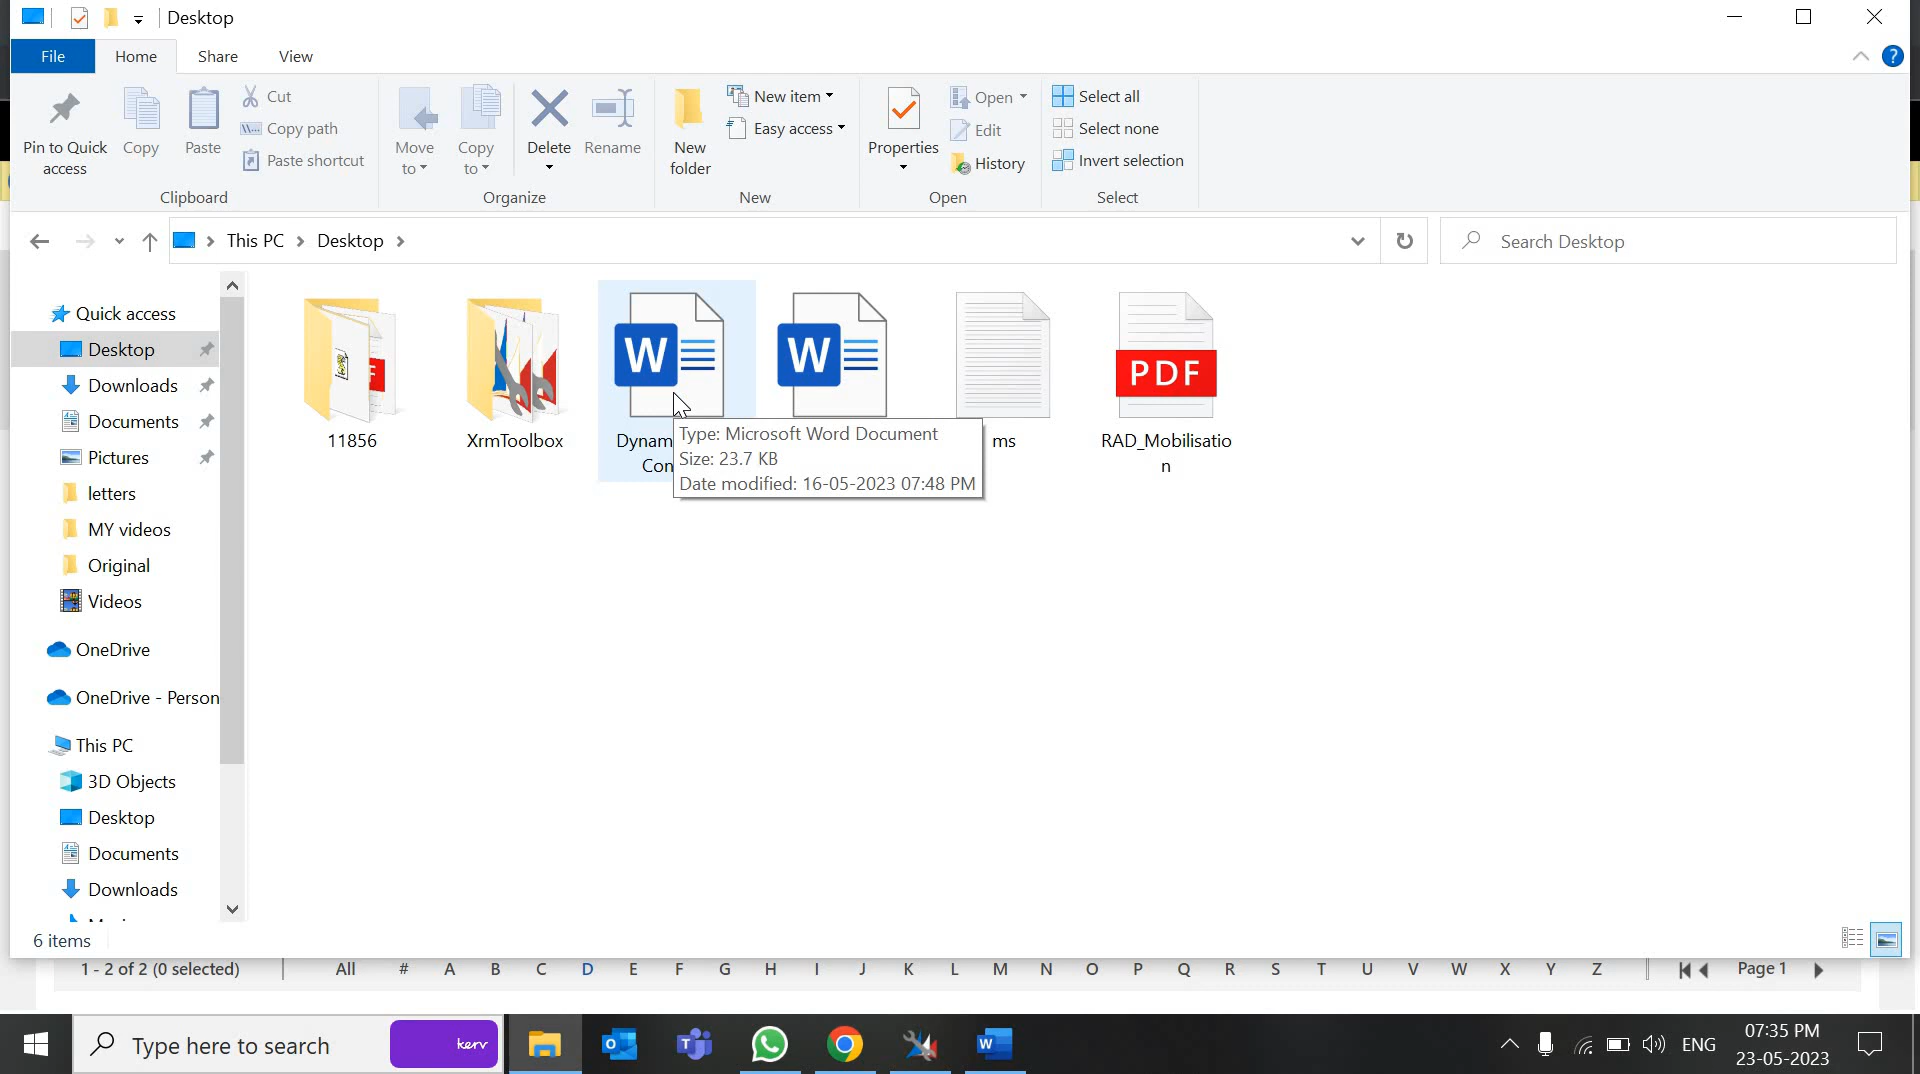 Desktop
File Home Share View
Pin to Quick access
Copy
Paste
Cut
Copy path
Paste shortcut
Clipboard
Move to
Copy to
Delete
Rename
Organize
New folder
New item
Easy access
New
Properties
Open
Edit
History
Open
Select all
Select none
Invert selection
Select
This PC > Desktop >
Search Desktop
Quick access
Desktop
Downloads
Documents
Pictures
letters
MY videos
Original
Videos
OneDrive
OneDrive - Person
This PC
3D Objects
Desktop
Documents
Downloads
11856
XrmToolbox
W
Dynam
Con
W
ms
PDF
RAD_Mobilisatio
n
Type: Microsoft Word Document
Size: 23.7 KB
Date modified: 16-05-2023 07:48 PM
6 items
1 - 2 of 2 (0 selected) All # A B C D E F G H I J K L M N O P Q R S T U V W X Y Z Page 1
Type here to search
kerv
ENG
07:35 PM
23-05-2023